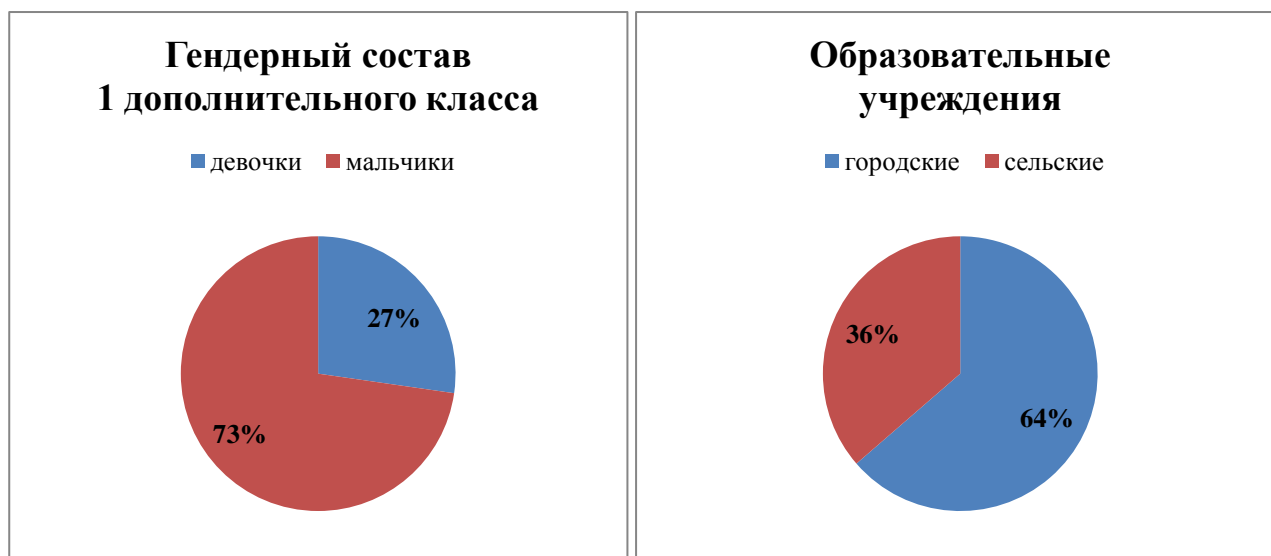 Гендерный состав
1 дополнительного класса
девочки мальчики
27%
73%
Образовательные
учреждения
городские сельские
36%
64%